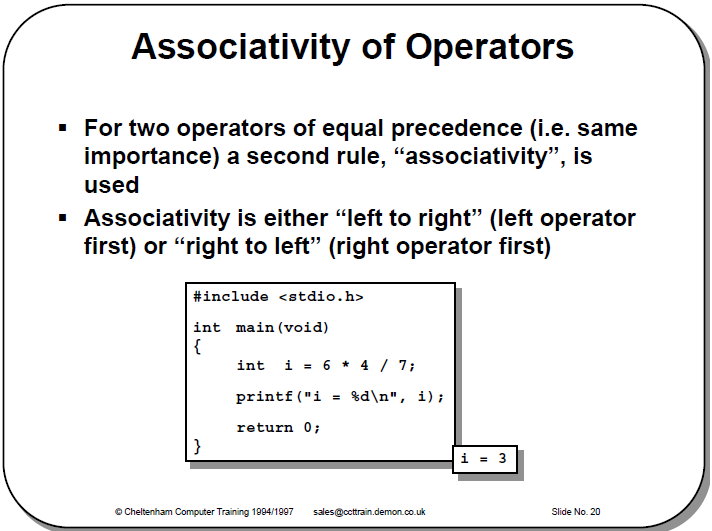 Associativity of Operators
▪ For two operators of equal precedence (i.e. same
importance) a second rule, “associativity”, is
used
▪ Associativity is either “left to right” (left operator
first) or “right to left” (right operator first)
#include <stdio.h>
int main(void)
{
int i = 6 * 4 / 7;
printf("i = %d\n", i);
return 0;
}
i = 3
© Cheltenham Computer Training 1994/1997 sales@ccttrain.demon.co.uk Slide No. 20